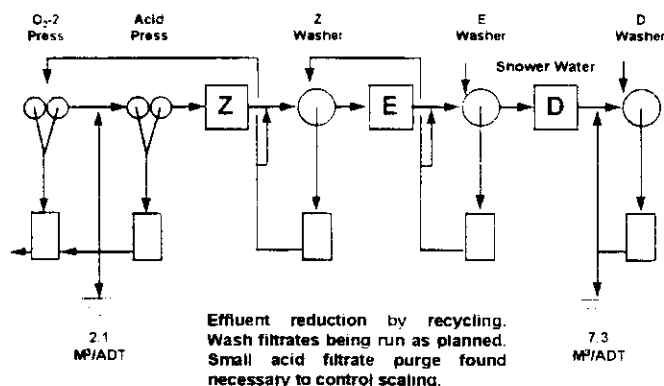 O₂-2 Press
Acid Press
Z Washer
E Washer
D Washer
Shower Water
Z
E
D
2.1 M³/ADT
7.3 M³/ADT
Effluent reduction by recycling.
Wash filtrates being run as planned.
Small acid filtrate purge found
necessary to control scaling.